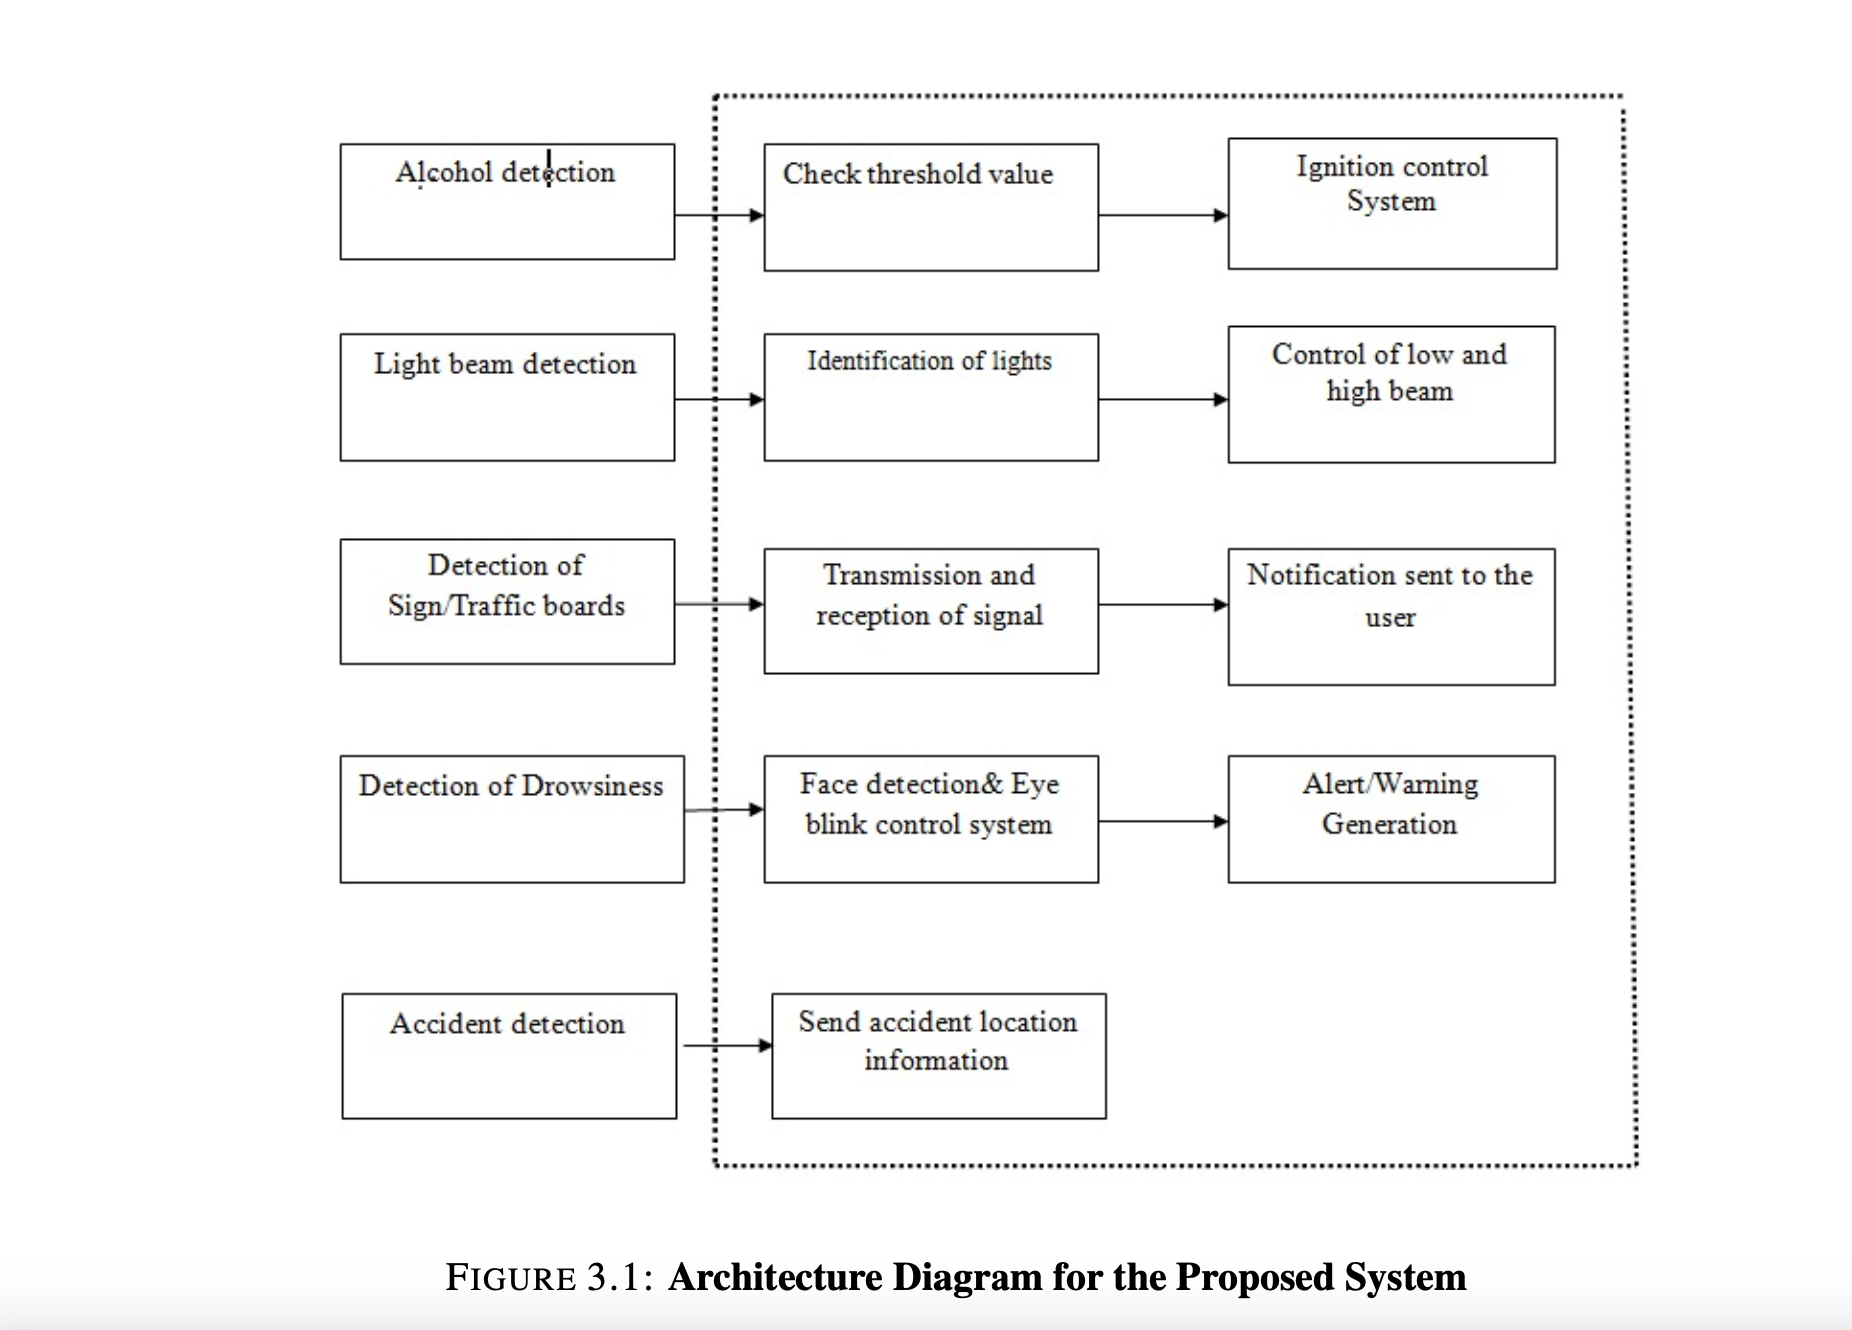 Alcohol detection
Check threshold value
Ignition control
System
Light beam detection
Identification of lights
Control of low and
high beam
Detection of
Sign/Traffic boards
Transmission and
reception of signal
Notification sent to the
user
Detection of Drowsiness
Face detection& Eye
blink control system
Alert/Warning
Generation
Accident detection
Send accident location
information
FIGURE 3.1: Architecture Diagram for the Proposed System